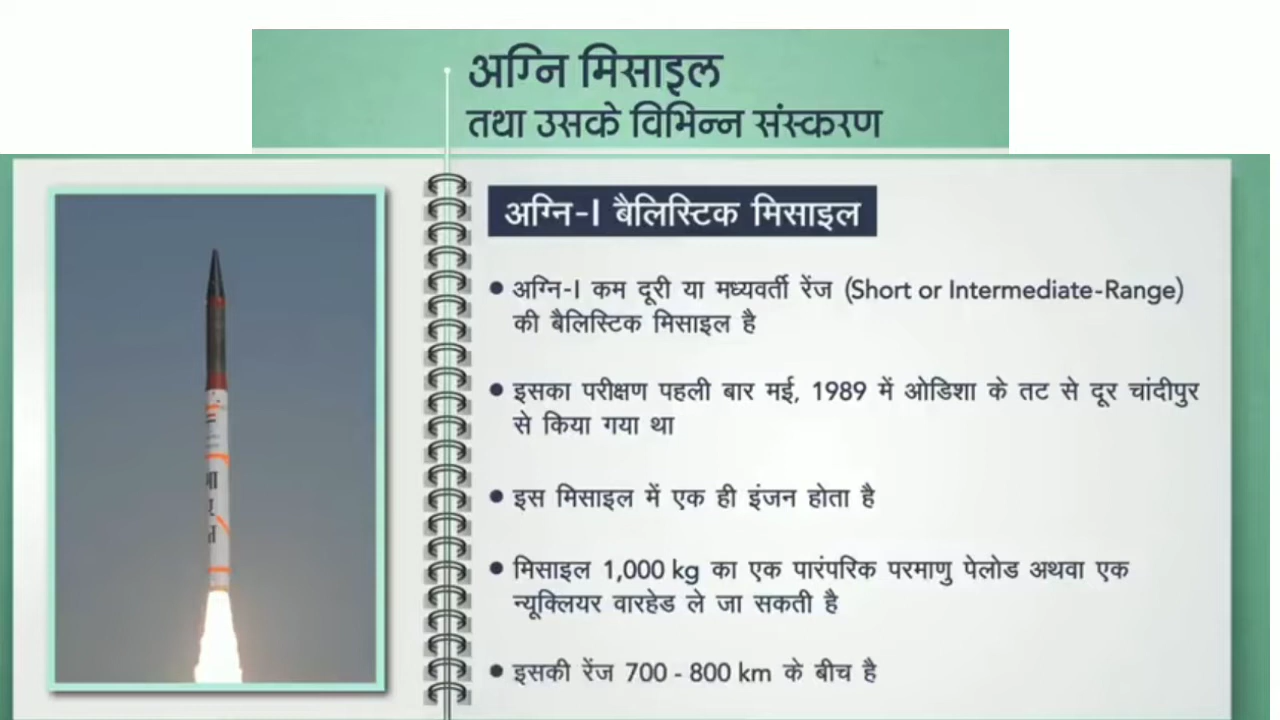 अग्नि मिसाइल
तथा उसके विभिन्न संस्करण
अग्नि-I बैलिस्टिक मिसाइल
• अग्नि-I कम दूरी या मध्यवर्ती रेंज (Short or Intermediate-Range)
की बैलिस्टिक मिसाइल है
• इसका परीक्षण पहली बार मई, 1989 में ओडिशा के तट से दूर चांदीपुर
से किया गया था
• इस मिसाइल में एक ही इंजन होता है
• मिसाइल 1,000 kg का एक पारंपरिक परमाणु पेलोड अथवा एक
न्यूक्लियर वारहेड ले जा सकती है
• इसकी रेंज 700 - 800 km के बीच है